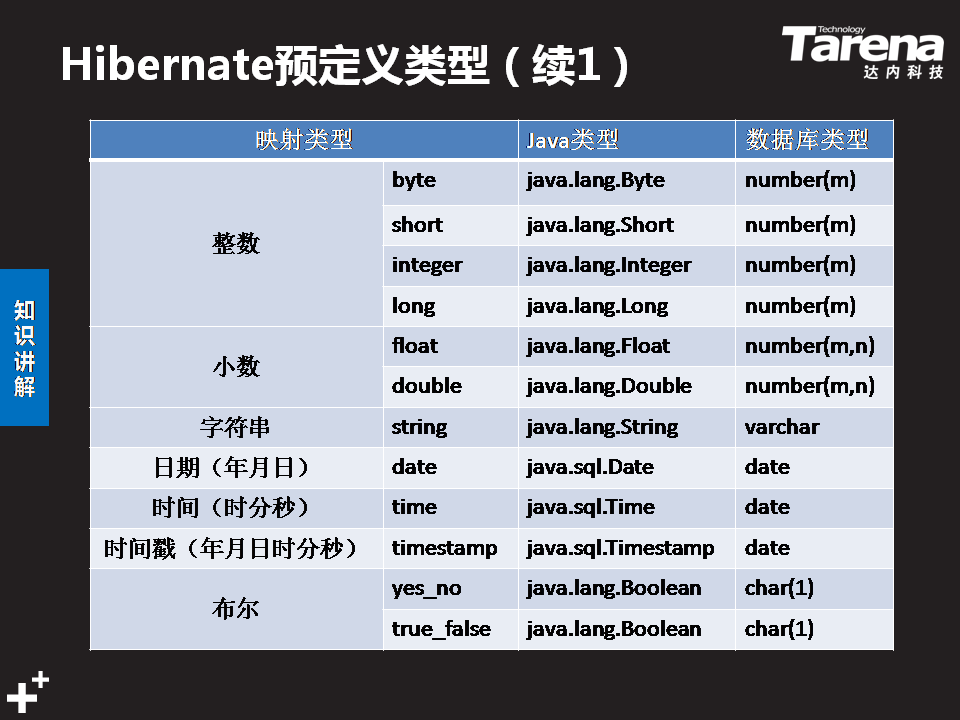 Hibernate预定义类型（续1）
Technology
Tarena
达内科技
知识讲解
映射类型 Java类型 数据库类型
整数 byte java.lang.Byte number(m)
short java.lang.Short number(m)
integer java.lang.Integer number(m)
long java.lang.Long number(m)
小数 float java.lang.Float number(m,n)
double java.lang.Double number(m,n)
字符串 string java.lang.String varchar
日期（年月日） date java.sql.Date date
时间（时分秒） time java.sql.Time date
时间戳（年月日时分秒） timestamp java.sql.Timestamp date
布尔 yes_no java.lang.Boolean char(1)
true_false java.lang.Boolean char(1)